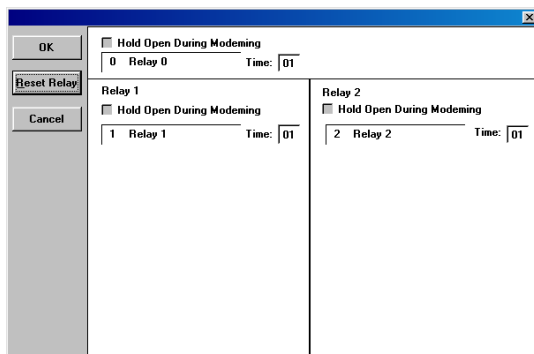 OK
Reset Relay
Cancel
Hold Open During Modeming
0 Relay 0 Time: 01
Relay 1
Hold Open During Modeming
1 Relay 1 Time: 01
Relay 2
Hold Open During Modeming
2 Relay 2 Time: 01